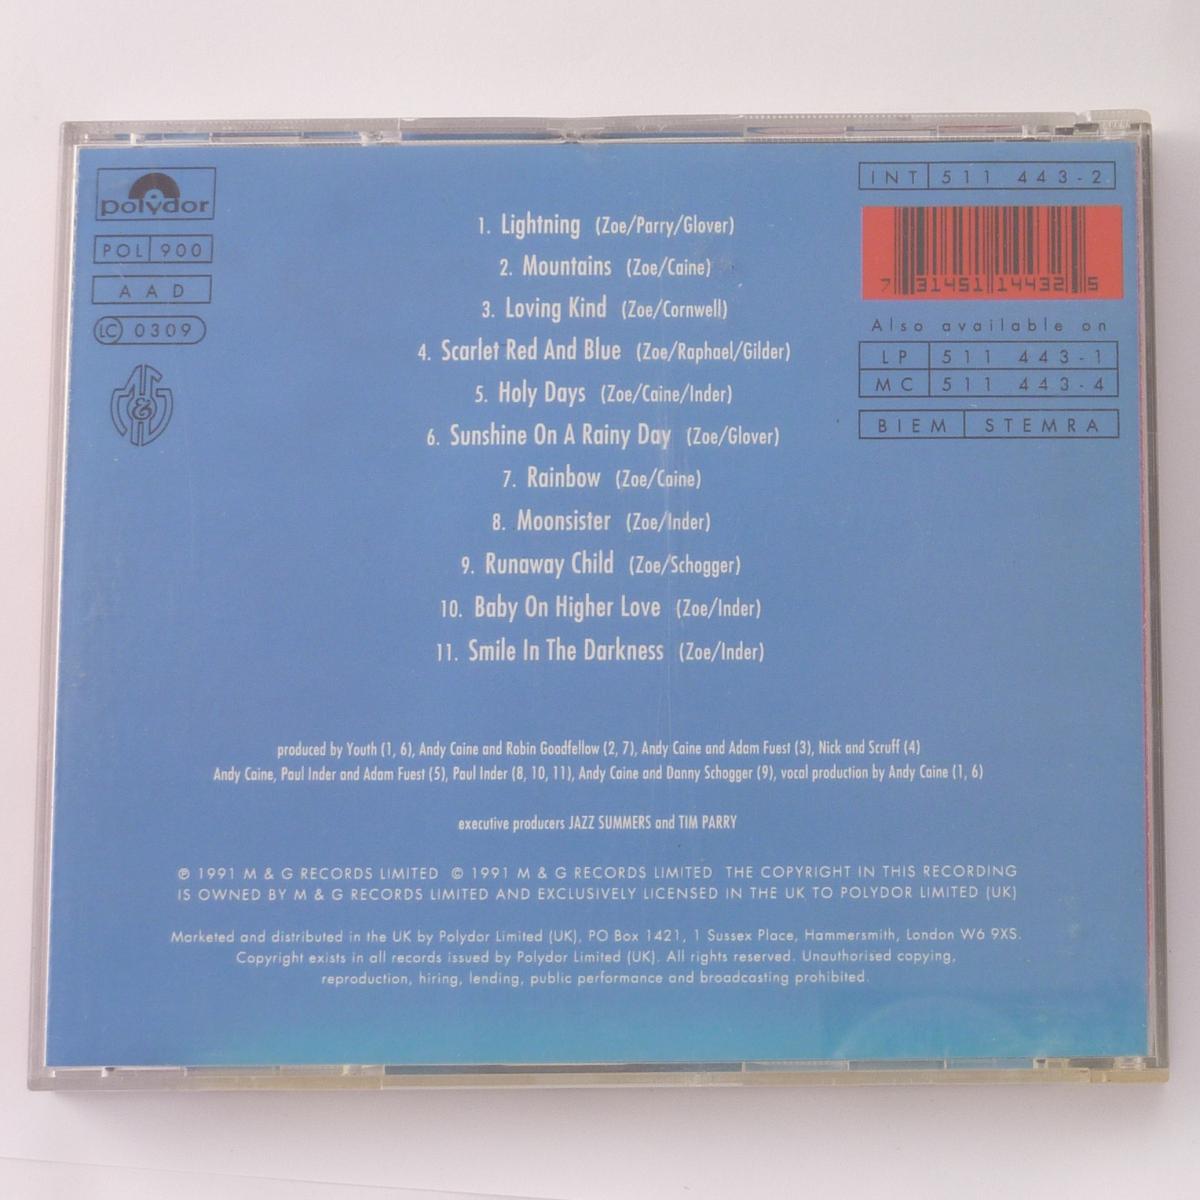 polydor
POL 900
AAD
LC 0309
M & G
INT 511 443-2
7 31451 14432 5
Also available on
LP 511 443-1
MC 511 443-4
BIEM STEMRA
1. Lightning (Zoe/Parry/Glover)
2. Mountains (Zoe/Caine)
3. Loving Kind (Zoe/Cornwell)
4. Scarlet Red And Blue (Zoe/Raphael/Gilder)
5. Holy Days (Zoe/Caine/Inder)
6. Sunshine On A Rainy Day (Zoe/Glover)
7. Rainbow (Zoe/Caine)
8. Moonsister (Zoe/Inder)
9. Runaway Child (Zoe/Schogger)
10. Baby On Higher Love (Zoe/Inder)
11. Smile In The Darkness (Zoe/Inder)
produced by Youth (1, 6), Andy Caine and Robin Goodfellow (2, 7), Andy Caine and Adam Fuest (3), Nick and Scruff (4)
Andy Caine, Paul Inder and Adam Fuest (5), Paul Inder (8, 10, 11), Andy Caine and Danny Schogger (9), vocal production by Andy Caine (1, 6)
executive producers JAZZ SUMMERS and TIM PARRY
℗ 1991 M & G RECORDS LIMITED © 1991 M & G RECORDS LIMITED THE COPYRIGHT IN THIS RECORDING
IS OWNED BY M & G RECORDS LIMITED AND EXCLUSIVELY LICENSED IN THE UK TO POLYDOR LIMITED (UK)
Marketed and distributed in the UK by Polydor Limited (UK), PO Box 1421, 1 Sussex Place, Hammersmith, London W6 9XS.
Copyright exists in all records issued by Polydor Limited (UK). All rights reserved. Unauthorised copying,
reproduction, hiring, lending, public performance and broadcasting prohibited.